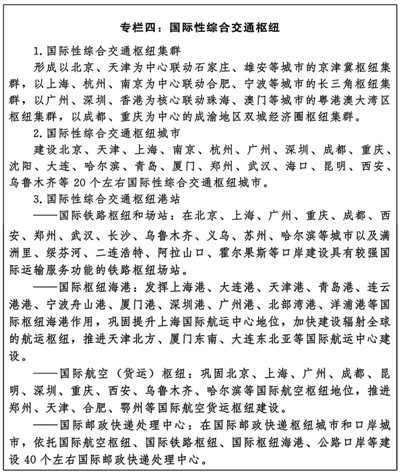 专栏四：国际性综合交通枢纽
1.国际性综合交通枢纽集群
形成以北京、天津为中心联动石家庄、雄安等城市的京津冀枢纽集
群，以上海、杭州、南京为中心联动合肥、宁波等城市的长三角枢纽集
群，以广州、深圳、香港为核心联动珠海、澳门等城市的粤港澳大湾区
枢纽集群，以成都、重庆为中心的成渝地区双城经济圈枢纽集群。
2.国际性综合交通枢纽城市
建设北京、天津、上海、南京、杭州、广州、深圳、成都、重庆、
沈阳、大连、哈尔滨、青岛、厦门、郑州、武汉、海口、昆明、西安、
乌鲁木齐等20个左右国际性综合交通枢纽城市。
3.国际性综合交通枢纽港站
——国际铁路枢纽和场站：在北京、上海、广州、重庆、成都、西
安、郑州、武汉、长沙、乌鲁木齐、义乌、苏州、哈尔滨等城市以及满
洲里、绥芬河、二连浩特、阿拉山口、霍尔果斯等口岸建设具有较强国
际运输服务功能的铁路枢纽场站。
——国际枢纽海港：发挥上海港、大连港、天津港、青岛港、连云
港港、宁波舟山港、厦门港、深圳港、广州港、北部湾港、洋浦港等国
际枢纽海港作用，巩固提升上海国际航运中心地位，加快建设辐射全球
的航运枢纽，推进天津北方、厦门东南、大连东北亚等国际航运中心建
设。
——国际航空（货运）枢纽：巩固北京、上海、广州、成都、昆
明、深圳、重庆、西安、乌鲁木齐、哈尔滨等国际航空枢纽地位，推进
郑州、天津、合肥、鄂州等国际航空货运枢纽建设。
——国际邮政快递处理中心：在国际邮政快递枢纽城市和口岸城
市，依托国际航空枢纽、国际铁路枢纽、国际枢纽海港、公路口岸等建
设40个左右国际邮政快递处理中心。